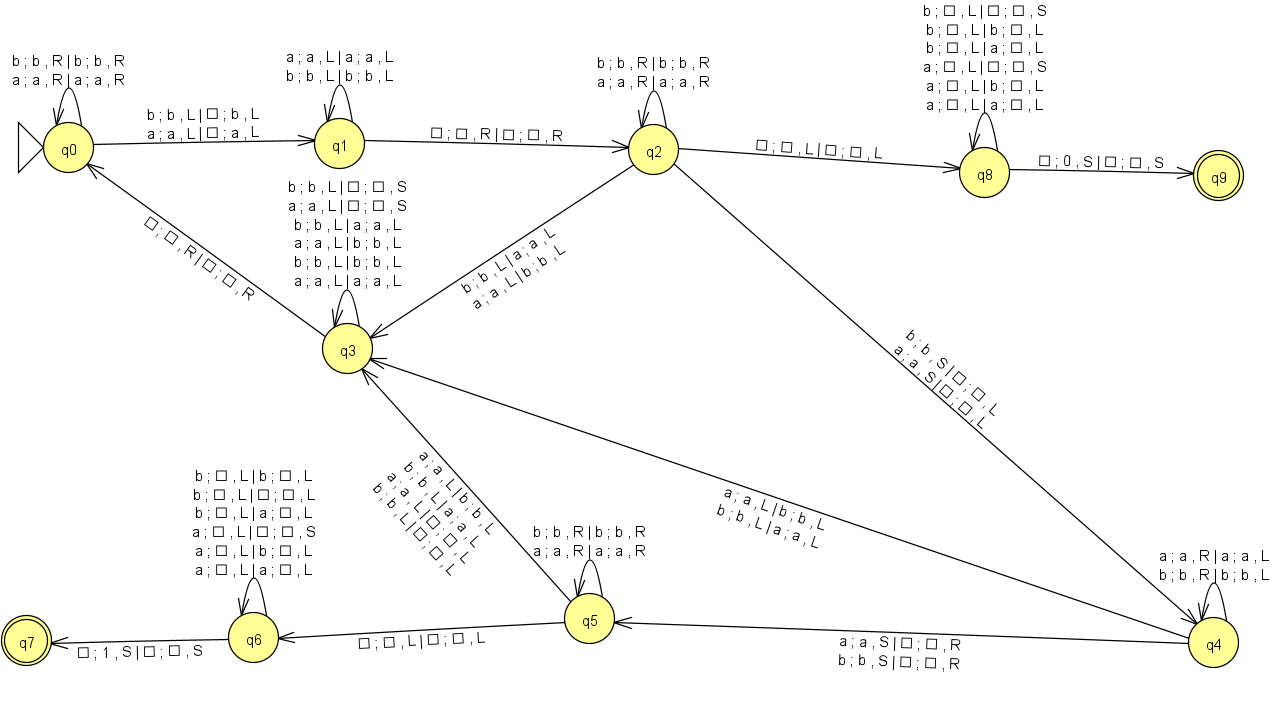 b ; □ , L | □ ; □ , S
b ; □ , L | b ; □ , L
b ; □ , L | a ; □ , L
a ; □ , L | □ ; □ , S
a ; □ , L | b ; □ , L
a ; □ , L | a ; □ , L
b ; b , R | b ; b , R
a ; a , R | a ; a , R
a ; a , L | a ; a , L
b ; b , L | b ; b , L
b ; b , R | b ; b , R
a ; a , R | a ; a , R
b ; b , L | □ ; b , L
a ; a , L | □ ; a , L
□ ; □ , R | □ ; □ , R
□ ; □ , L | □ ; □ , L
□ ; 0 , S | □ ; □ , S
q0
q1
q2
q8
q9
b ; b , L | □ ; □ , S
a ; a , L | □ ; □ , S
b ; b , L | a ; a , L
a ; a , L | b ; b , L
b ; b , L | b ; b , L
a ; a , L | a ; a , L
□ ; □ , R | □ ; □ , R
b ; b , L | a ; a , L
a ; a , L | b ; b , L
q3
b ; b , S | □ ; □ , L
a ; a , S | □ ; □ , L
a ; a , L | b ; b , L
b ; b , L | a ; a , L
a ; a , L | □ ; □ , L
b ; b , L | □ ; □ , L
a ; a , L | b ; b , L
b ; b , L | a ; a , L
b ; □ , L | b ; □ , L
b ; □ , L | □ ; □ , L
b ; □ , L | a ; □ , L
a ; □ , L | □ ; □ , S
a ; □ , L | b ; □ , L
a ; □ , L | a ; □ , L
b ; b , R | b ; b , R
a ; a , R | a ; a , R
a ; a , R | a ; a , L
b ; b , R | b ; b , L
q7
□ ; 1 , S | □ ; □ , S
q6
□ ; □ , L | □ ; □ , L
q5
a ; a , S | □ ; □ , R
b ; b , S | □ ; □ , R
q4